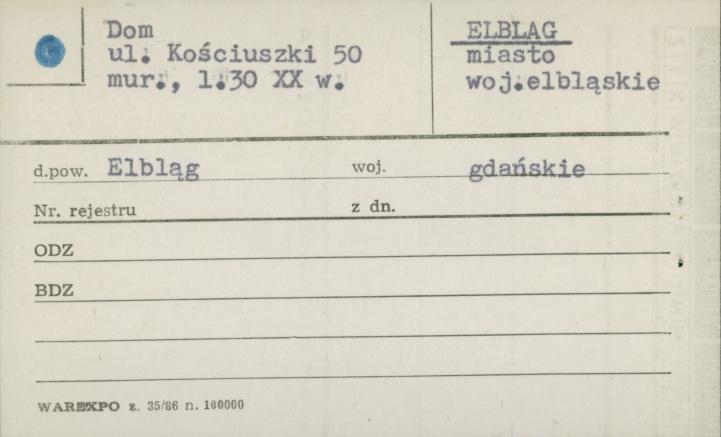 Dom
ul. Kościuszki 50
mur., l.30 XX w.
ELBLAG
miasto
woj.elbląskie
d.pow. Elbląg woj. gdańskie
Nr. rejestru z dn.
ODZ
BDZ
WAREXPO z. 35/86 n. 100000